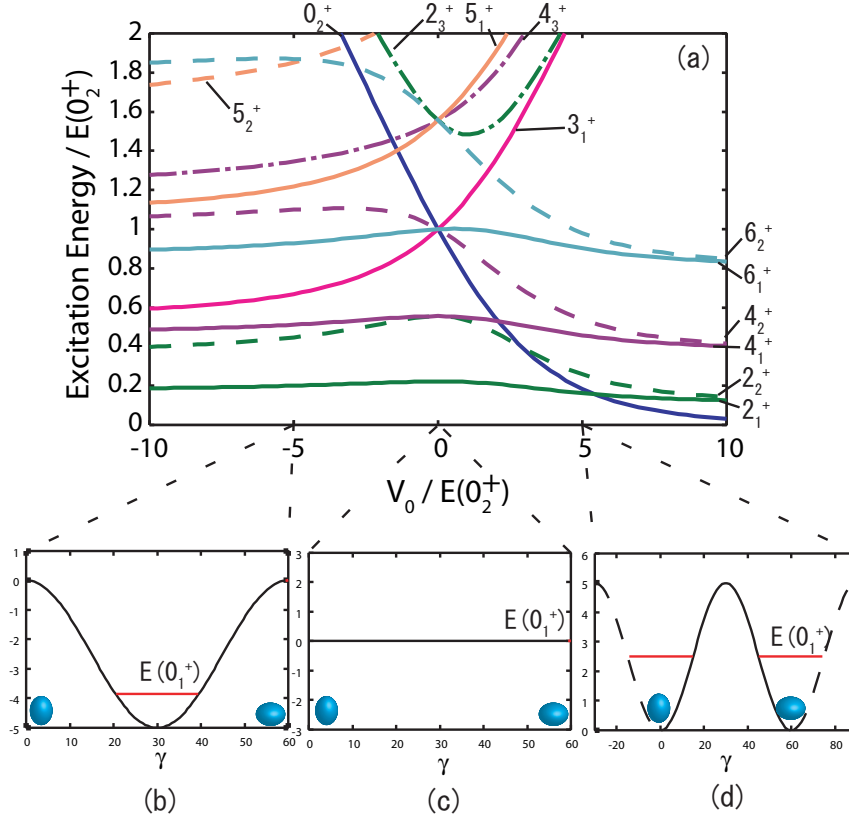 0₂⁺ 2₃⁺ 5₁⁺ 4₃⁺
(a)
Excitation Energy / E(0₂⁺)
2
1.8
1.6
1.4
1.2
1
0.8
0.6
0.4
0.2
0
5₂⁺
3₁⁺
6₂⁺
6₁⁺
4₂⁺
4₁⁺
2₂⁺
2₁⁺
-10 -5 0 5 10
V₀ / E(0₂⁺)
1
0
-1
-2
-3
-4
-5
E(0₁⁺)
0 10 20 30 40 50 60
γ
(b)
3
2
1
0
-1
-2
-3
E(0₁⁺)
0 10 20 30 40 50 60
γ
(c)
6
5
4
3
2
1
0
E(0₁⁺)
-20 0 20 40 60 80
γ
(d)